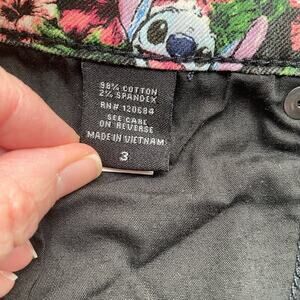 98% COTTON
2% SPANDEX
RN# 120684
SEE CARE
ON REVERSE
MADE IN VIETNAM
3